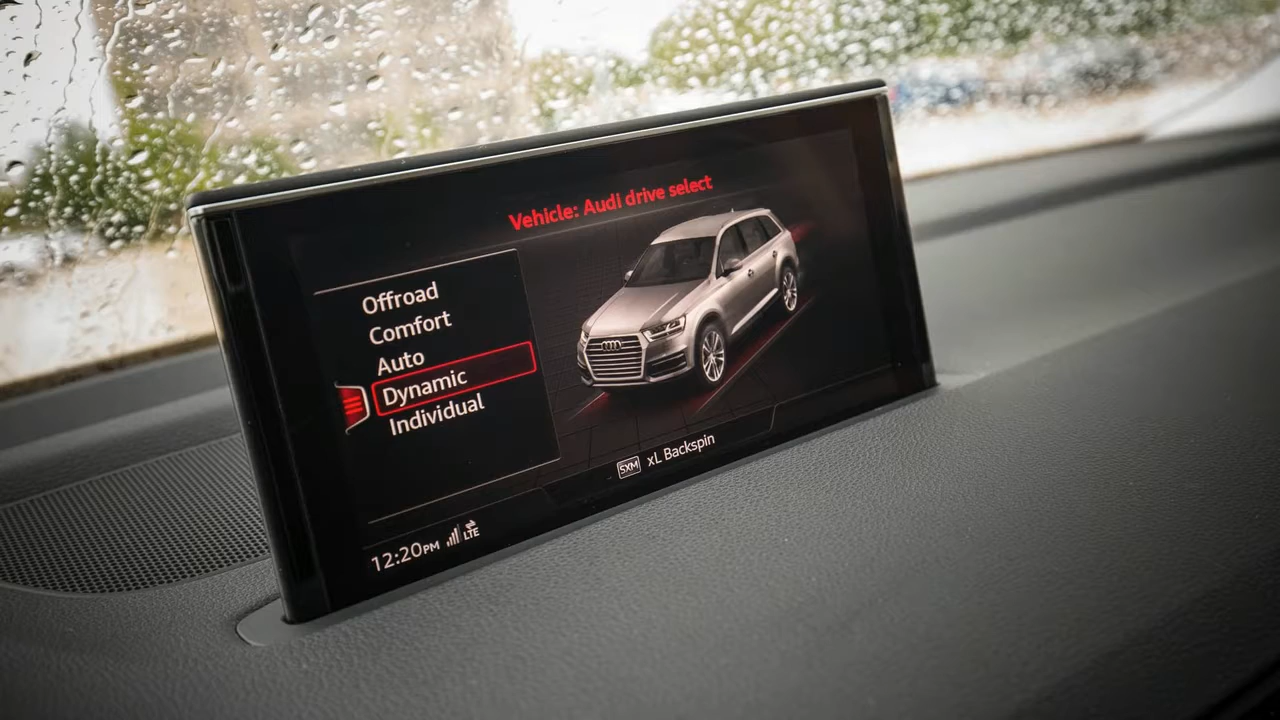 Vehicle: Audi drive select
Offroad
Comfort
Auto
Dynamic
Individual
SXM xL Backspin
12:20PM LTE